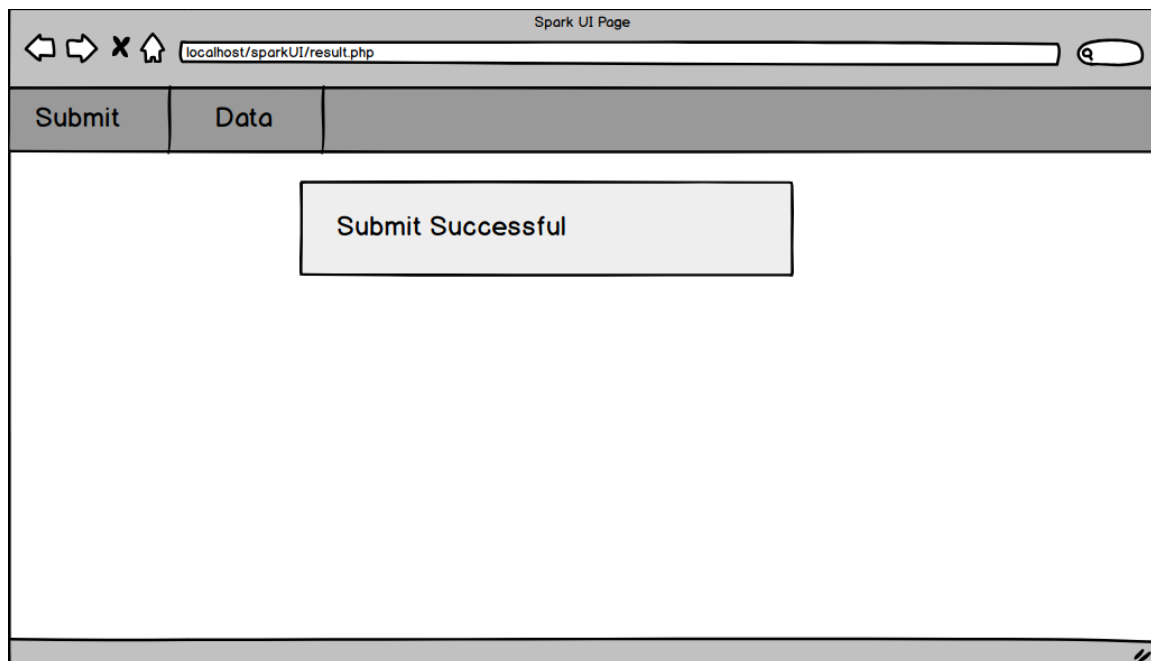 Spark UI Page
localhost/sparkUI/result.php
Submit Data
Submit Successful